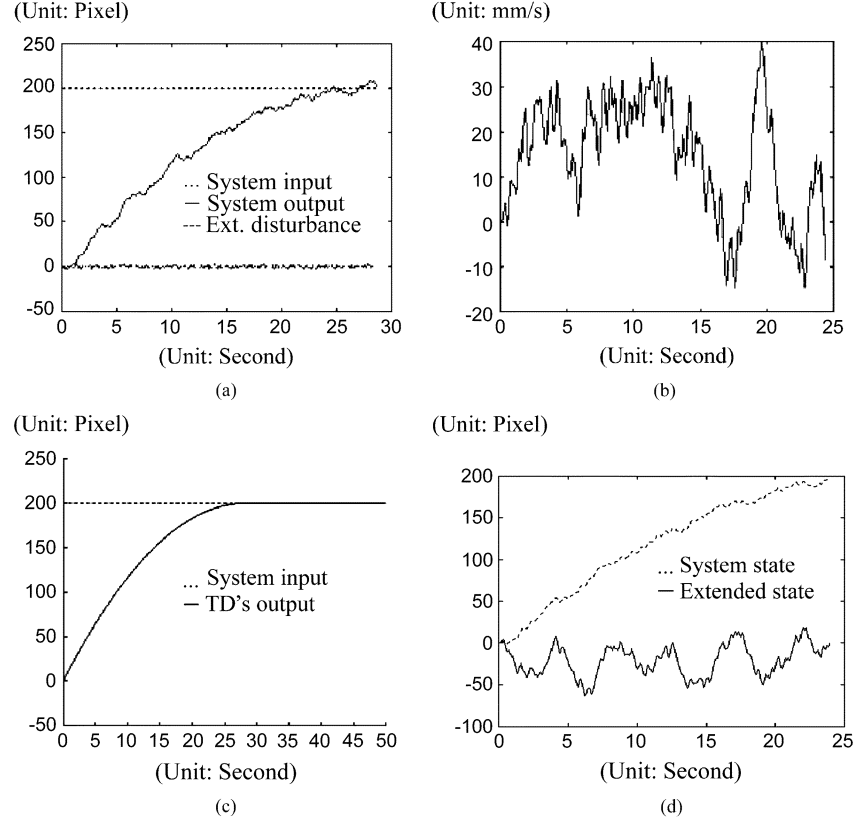 (Unit: Pixel)
250
200
150
100
50
0
-50
0 5 10 15 20 25 30
... System input
— System output
---- Ext. disturbance
(Unit: Second)
(a)
(Unit: mm/s)
40
30
20
10
0
-10
-20
0 5 10 15 20 25
(Unit: Second)
(b)
(Unit: Pixel)
250
200
150
100
50
0
-50
0 5 10 15 20 25 30 35 40 45 50
... System input
— TD's output
(Unit: Second)
(c)
(Unit: Pixel)
200
150
100
50
0
-50
-100
0 5 10 15 20 25
... System state
— Extended state
(Unit: Second)
(d)